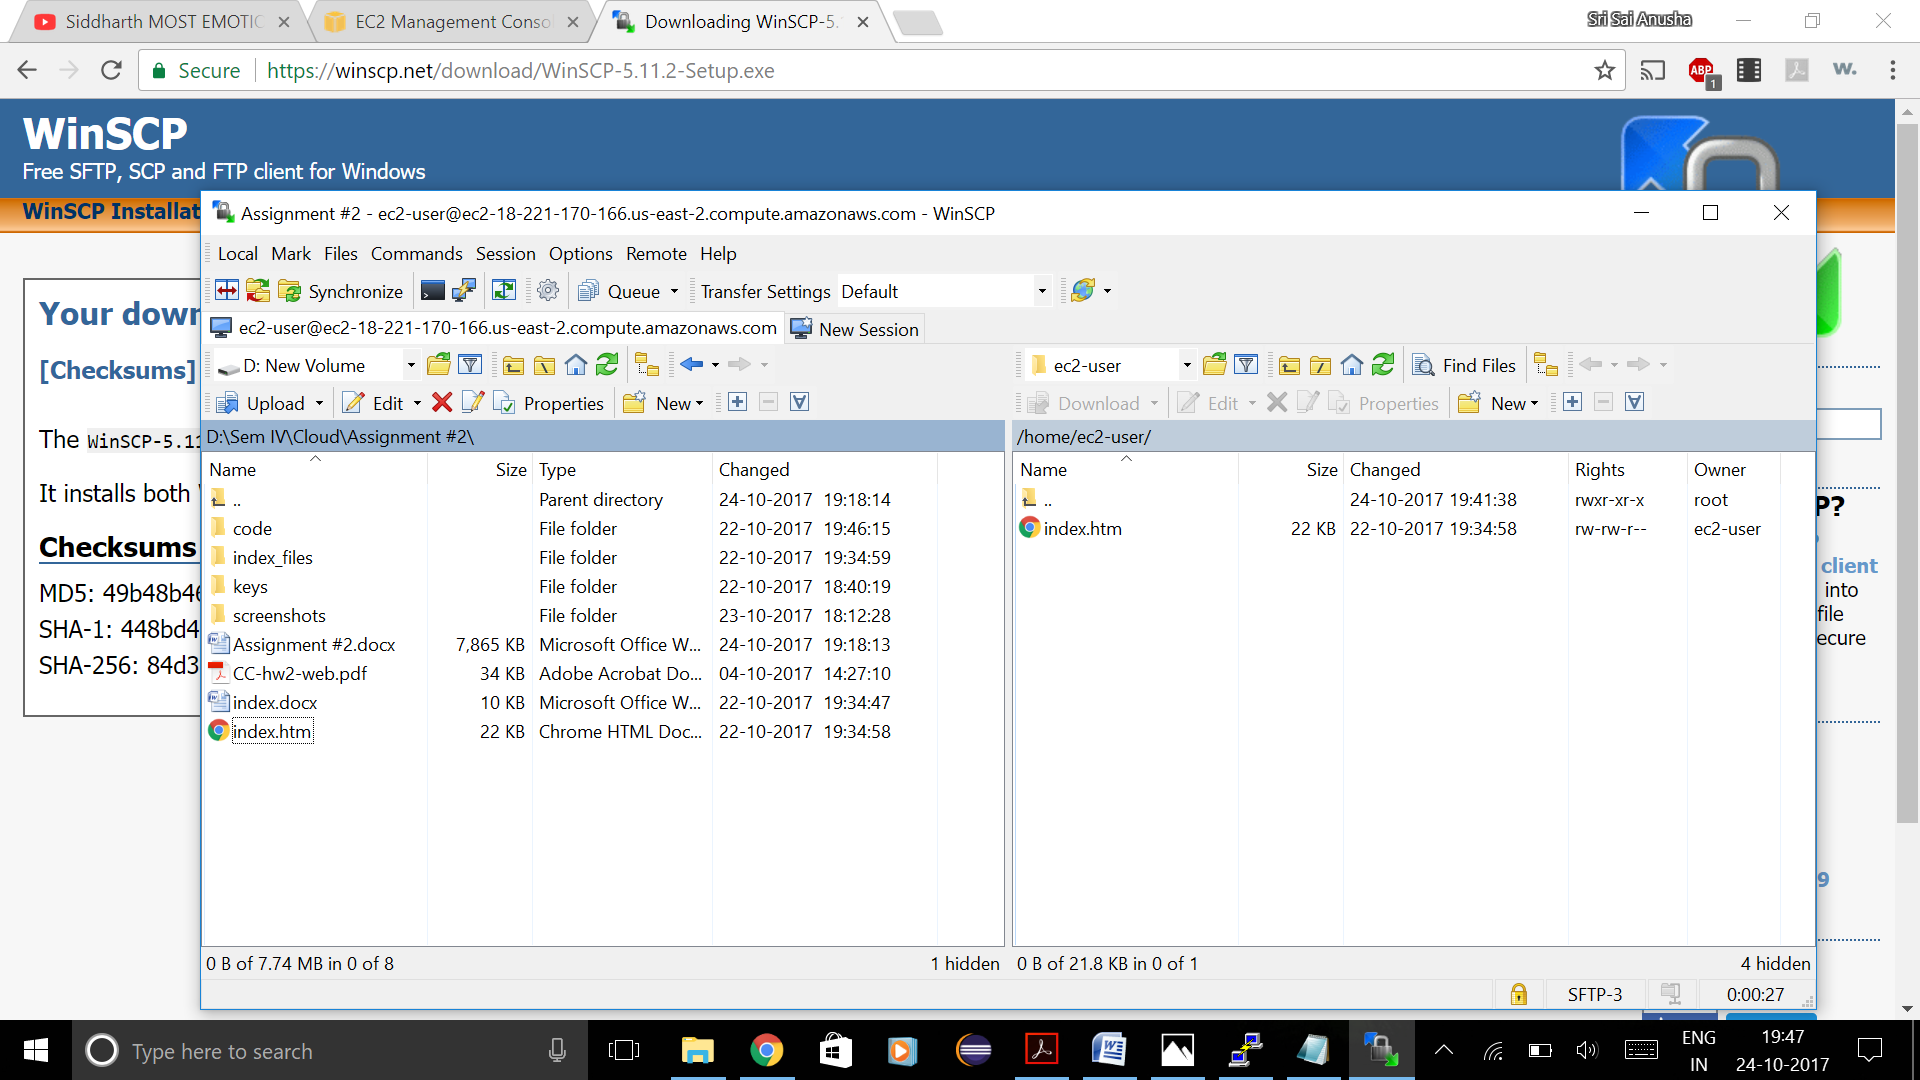 Siddharth MOST EMOTIC
EC2 Management Conso
Downloading WinSCP-5.
Sri Sai Anusha
Secure
https://winscp.net/download/WinSCP-5.11.2-Setup.exe
ABP
1
w.
WinSCP
Free SFTP, SCP and FTP client for Windows
WinSCP Installat
Assignment #2 - ec2-user@ec2-18-221-170-166.us-east-2.compute.amazonaws.com - WinSCP
Local Mark Files Commands Session Options Remote Help
Synchronize Queue Transfer Settings Default
Your down
ec2-user@ec2-18-221-170-166.us-east-2.compute.amazonaws.com New Session
D: New Volume
ec2-user Find Files
[Checksums]
Upload Edit Properties New
Download Edit Properties New
D:\Sem IV\Cloud\Assignment #2\
/home/ec2-user/
The WinSCP-5.11
It installs both
Checksums
MD5: 49b48b46
SHA-1: 448bd4
SHA-256: 84d3
Name Size Type Changed
.. Parent directory 24-10-2017 19:18:14
code File folder 22-10-2017 19:46:15
index_files File folder 22-10-2017 19:34:59
keys File folder 22-10-2017 18:40:19
screenshots File folder 23-10-2017 18:12:28
Assignment #2.docx 7,865 KB Microsoft Office W... 24-10-2017 19:18:13
CC-hw2-web.pdf 34 KB Adobe Acrobat Do... 04-10-2017 14:27:10
index.docx 10 KB Microsoft Office W... 22-10-2017 19:34:47
index.htm 22 KB Chrome HTML Doc... 22-10-2017 19:34:58
Name Size Changed Rights Owner
.. 24-10-2017 19:41:38 rwxr-xr-x root
index.htm 22 KB 22-10-2017 19:34:58 rw-rw-r-- ec2-user
P?
client
into
file
ecure
9
0 B of 7.74 MB in 0 of 8 1 hidden
0 B of 21.8 KB in 0 of 1 4 hidden
SFTP-3 0:00:27
Type here to search
ENG
IN
19:47
24-10-2017